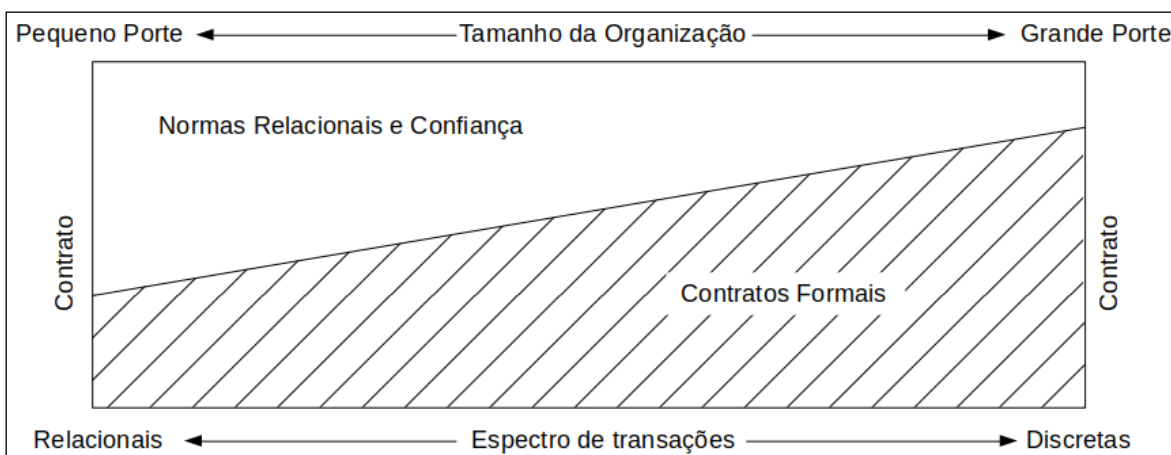 Pequeno Porte Tamanho da Organização Grande Porte
Normas Relacionais e Confiança
Contrato
Contratos Formais
Contrato
Relacionais Espectro de transações Discretas